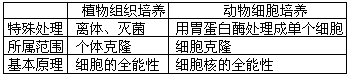 植物组织培养 动物细胞培养
特殊处理 离体、灭菌 用胃蛋白酶处理成单个细胞
所属范围 个体克隆 细胞克隆
基本原理 细胞的全能性 细胞核的全能性